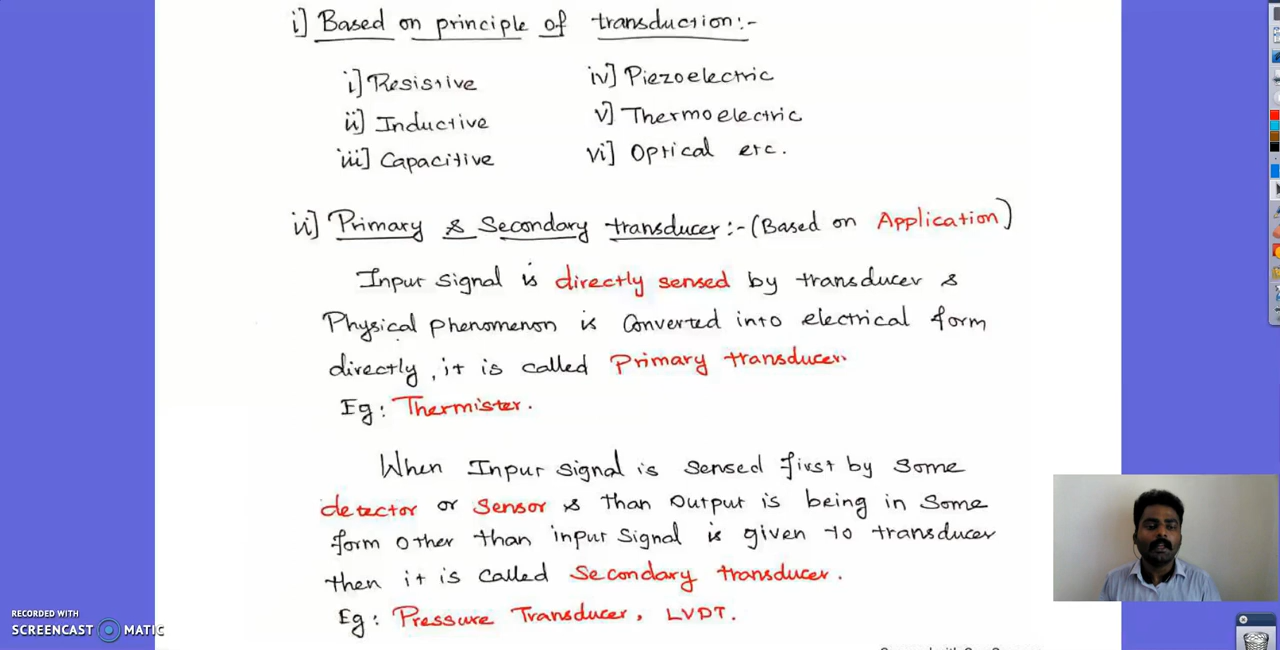 i] Based on principle of transduction:-
i] Resistive
ii] Inductive
iii] Capacitive
iv] Piezoelectric
v] Thermoelectric
vi] Optical etc.
ii] Primary & Secondary transducer:- (Based on Application)
Input signal is directly sensed by transducer &
Physical phenomenon is converted into electrical form
directly, it is called Primary transducer.
Eg: Thermister.
When Input signal is sensed first by some
detector or sensor & than output is being in some
form other than input signal is given to transducer
then it is called Secondary transducer.
Eg: Pressure Transducer, LVDT.
RECORDED WITH
SCREENCAST MATIC